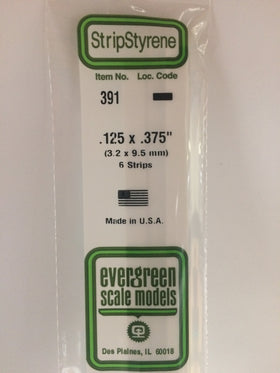 StripStyrene
Item No. Loc. Code
391
.125 x .375"
(3.2 x 9.5 mm)
6 Strips
Made in U.S.A.
evergreen
scale models
Des Plaines, IL 60018